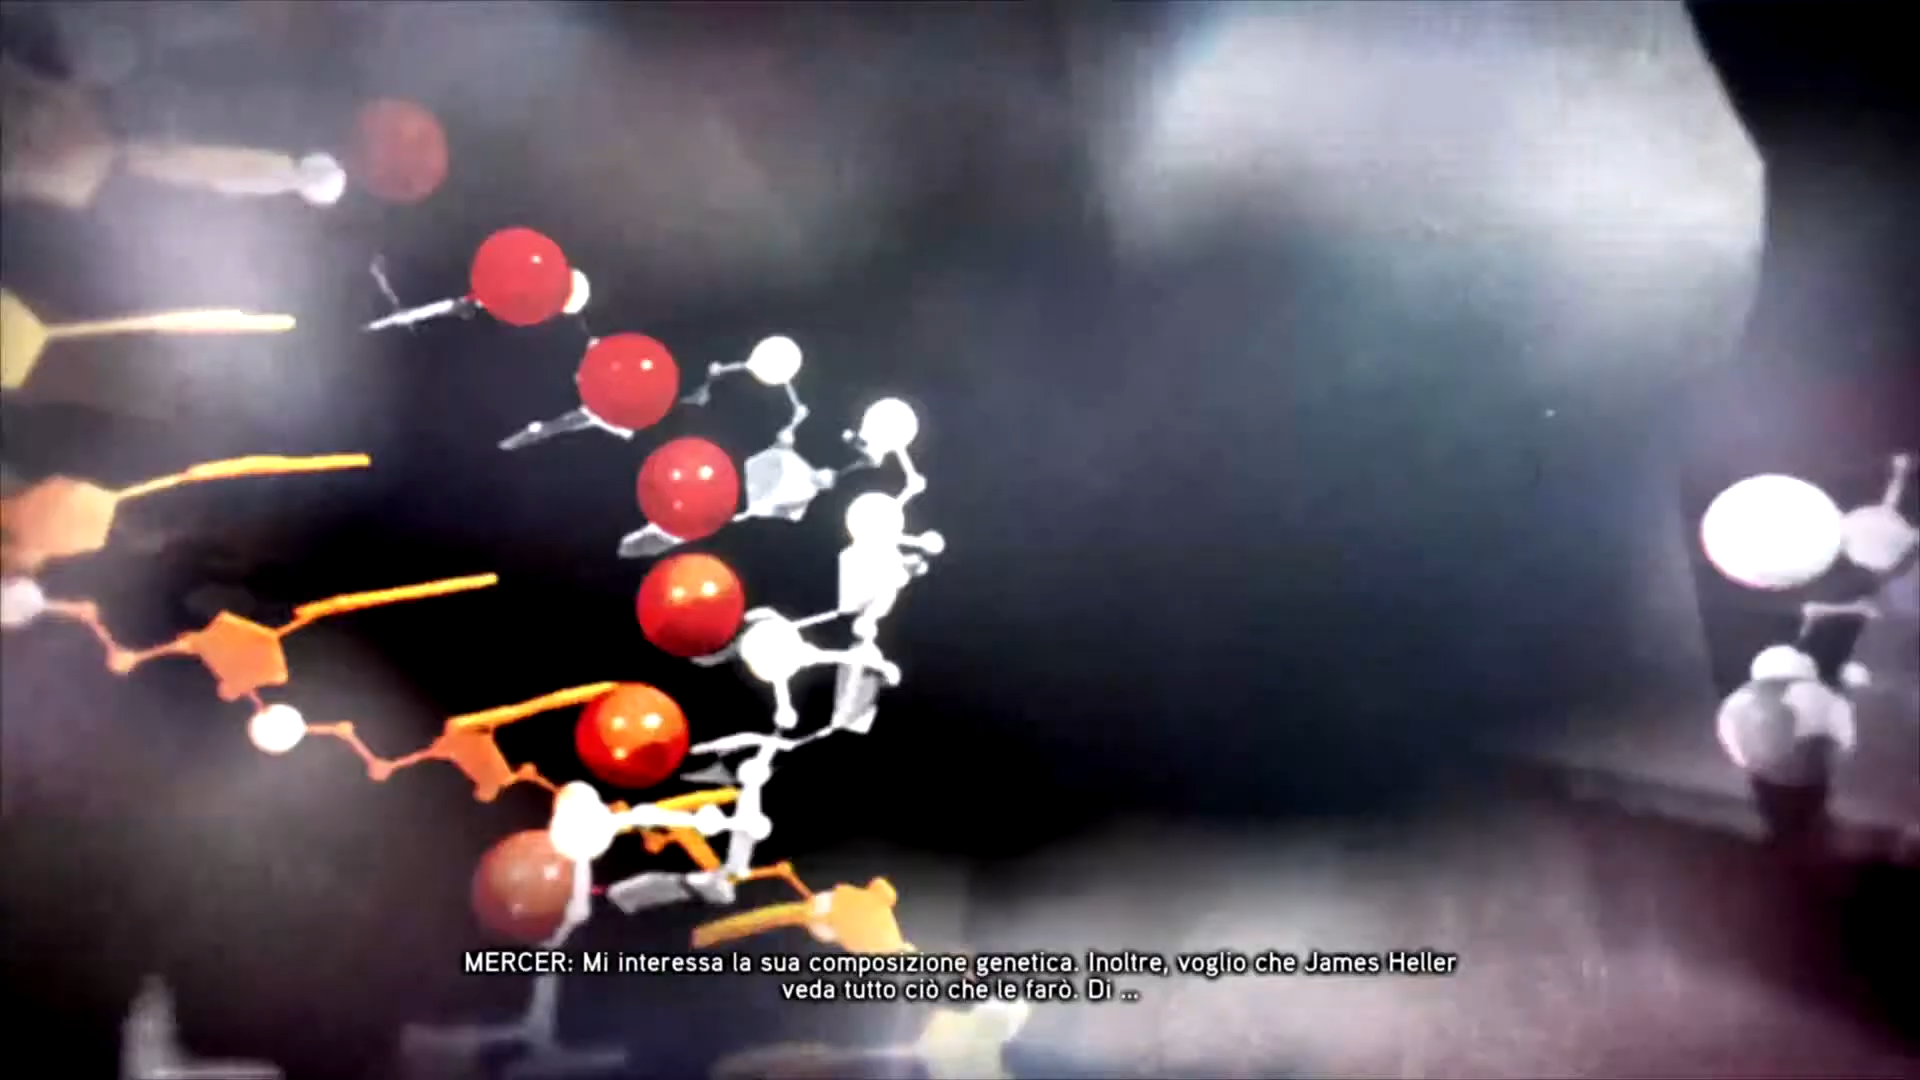 MERCER: Mi interessa la sua composizione genetica. Inoltre, voglio che James Heller
veda tutto ciò che le farò. Di ...